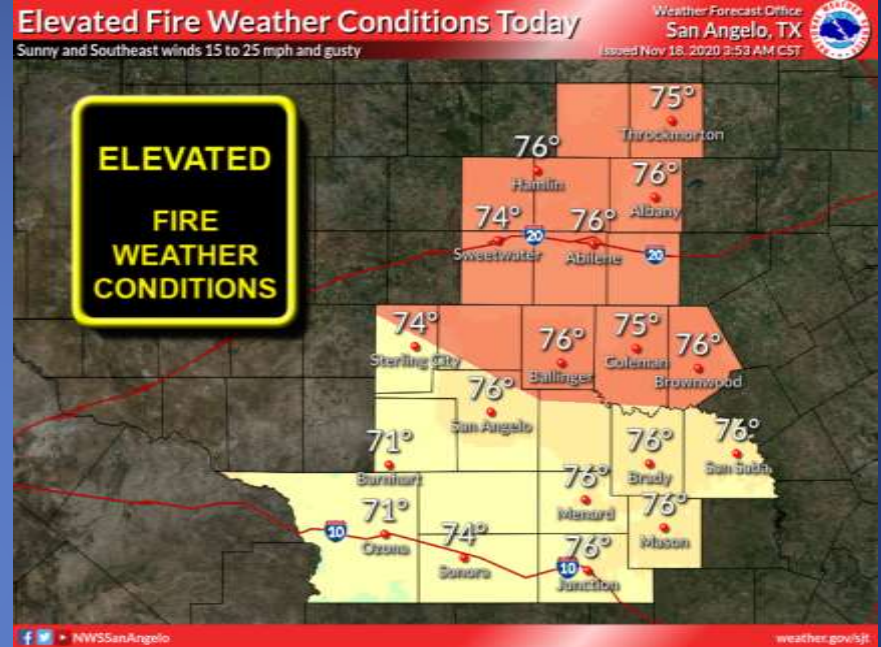 Elevated Fire Weather Conditions Today
Sunny and Southeast winds 15 to 25 mph and gusty
Weather Forecast Office
San Angelo, TX
Issued Nov 18, 2020 3:53 AM CST
ELEVATED
FIRE
WEATHER
CONDITIONS
75°
Throckmorton
76°
Hamlin
76°
Albany
74°
Sweetwater
20
76°
Abilene
20
74°
Sterling City
76°
Ballinger
75°
Coleman
76°
Brownwood
76°
San Angelo
71°
Barnhart
76°
Brady
76°
San Saba
76°
Menard
76°
Mason
10
71°
Ozona
74°
Sonora
10
76°
Junction
NWSSanAngelo
weather.gov/sjt